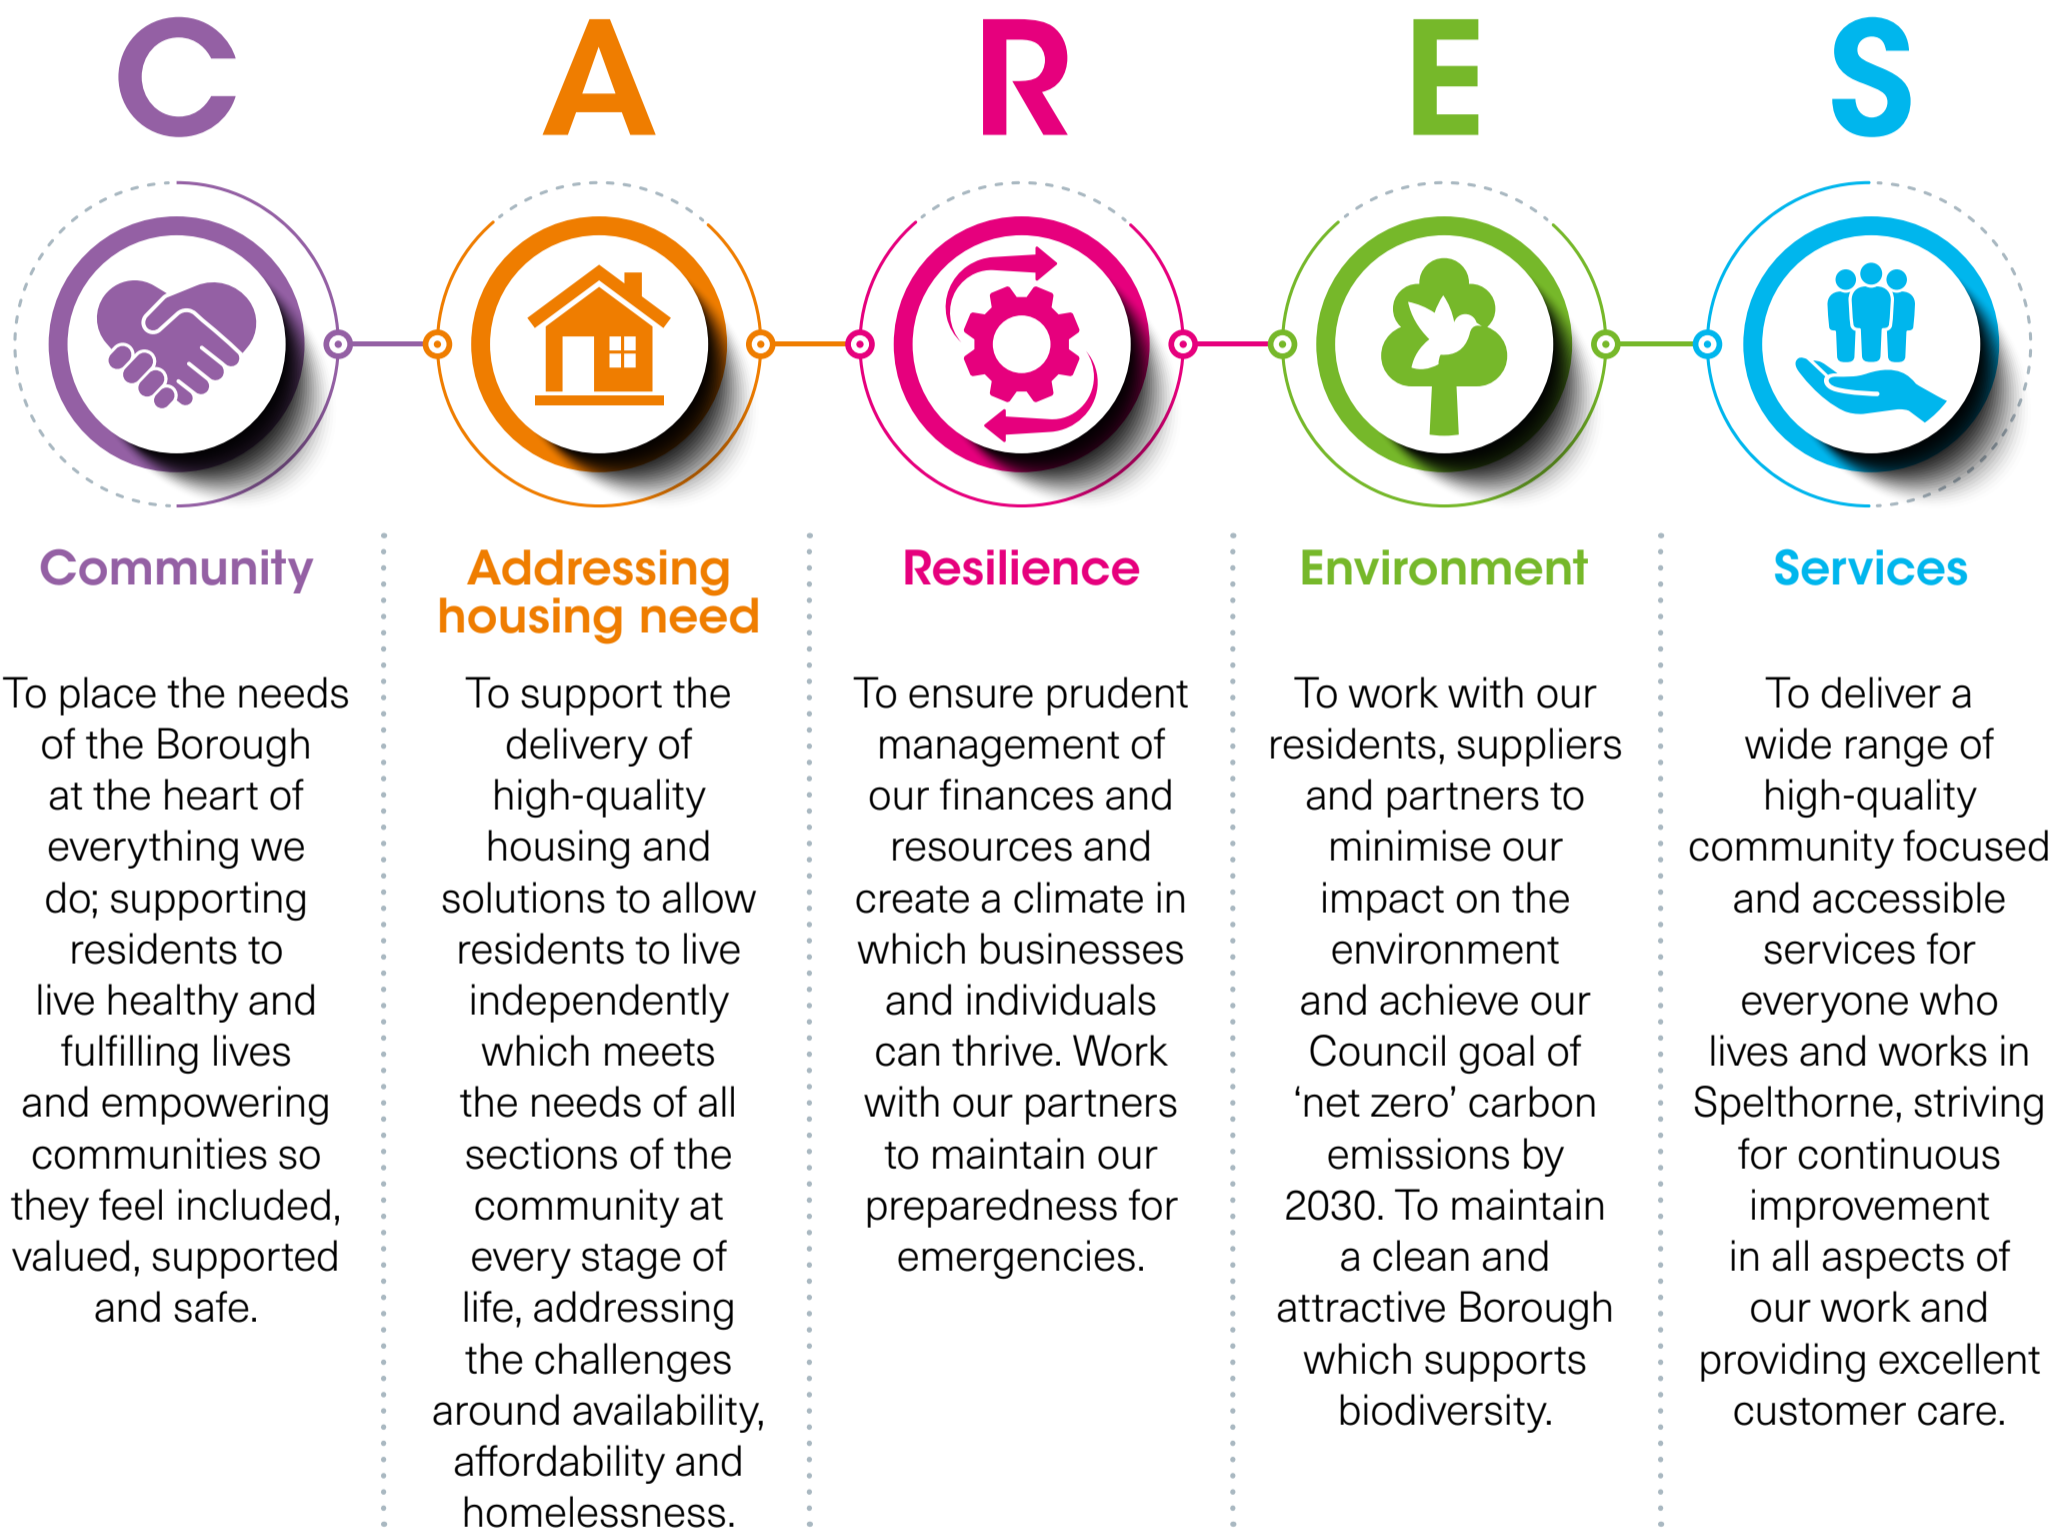 C
A
R
E
S
Community
To place the needs
of the Borough
at the heart of
everything we
do; supporting
residents to
live healthy and
fulfilling lives
and empowering
communities so
they feel included,
valued, supported
and safe.
Addressing
housing need
To support the
delivery of
high-quality
housing and
solutions to allow
residents to live
independently
which meets
the needs of all
sections of the
community at
every stage of
life, addressing
the challenges
around availability,
affordability and
homelessness.
Resilience
To ensure prudent
management of
our finances and
resources and
create a climate in
which businesses
and individuals
can thrive. Work
with our partners
to maintain our
preparedness for
emergencies.
Environment
To work with our
residents, suppliers
and partners to
minimise our
impact on the
environment
and achieve our
Council goal of
‘net zero’ carbon
emissions by
2030. To maintain
a clean and
attractive Borough
which supports
biodiversity.
Services
To deliver a
wide range of
high-quality
community focused
and accessible
services for
everyone who
lives and works in
Spelthorne, striving
for continuous
improvement
in all aspects of
our work and
providing excellent
customer care.